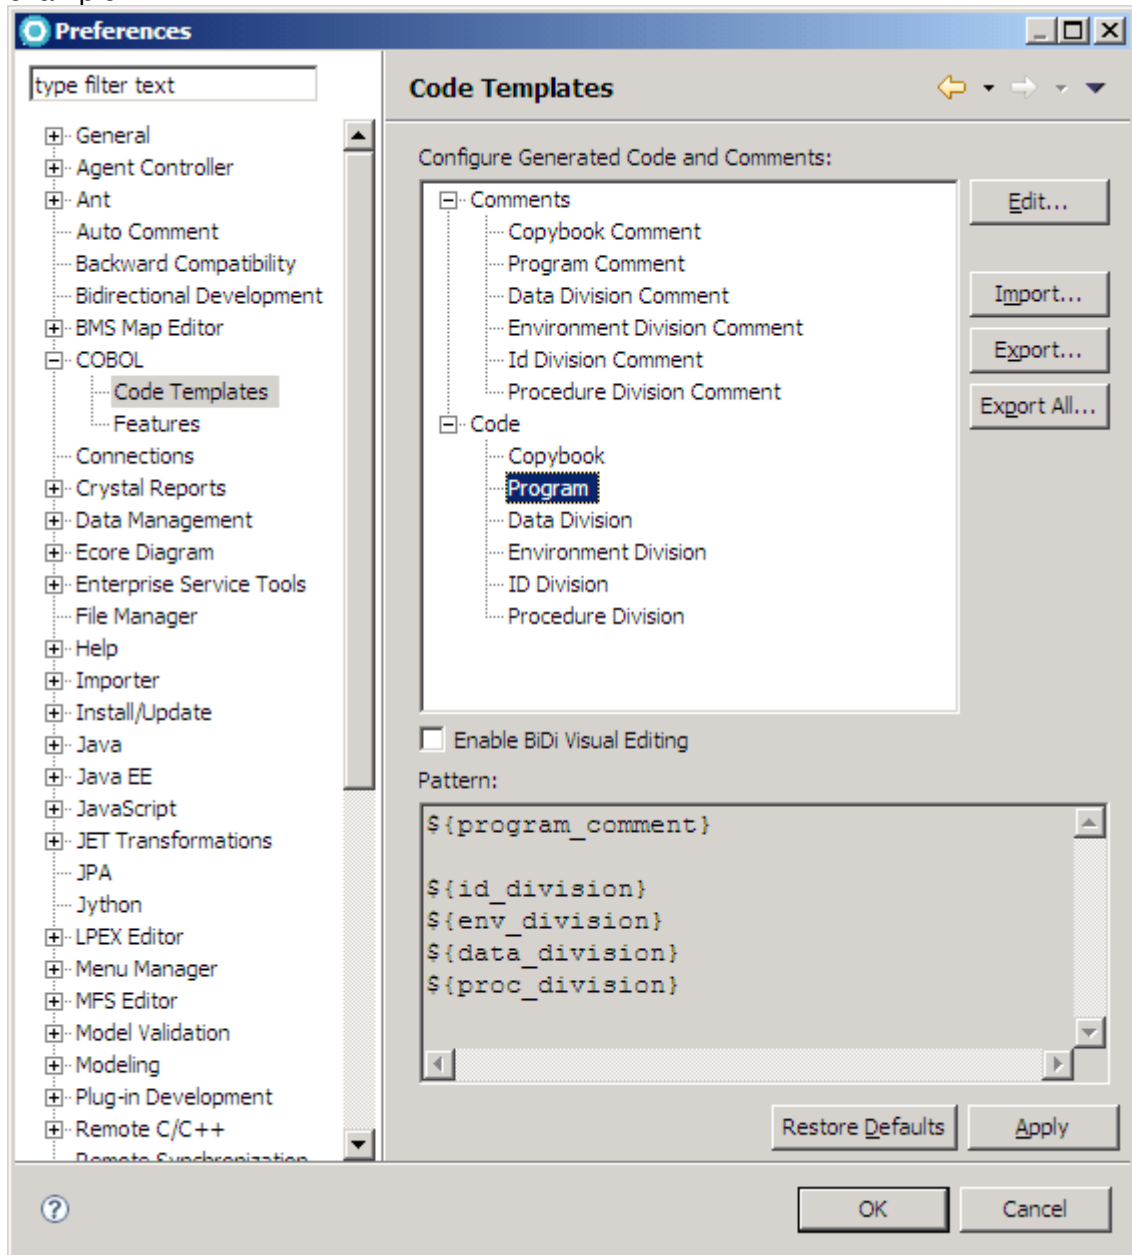 Preferences
type filter text
General
Agent Controller
Ant
Auto Comment
Backward Compatibility
Bidirectional Development
BMS Map Editor
COBOL
Code Templates
Features
Connections
Crystal Reports
Data Management
Ecore Diagram
Enterprise Service Tools
File Manager
Help
Importer
Install/Update
Java
Java EE
JavaScript
JET Transformations
JPA
Jython
LPEX Editor
Menu Manager
MFS Editor
Model Validation
Modeling
Plug-in Development
Remote C/C++
Remote Synchronization
Code Templates
Configure Generated Code and Comments:
Comments
Copybook Comment
Program Comment
Data Division Comment
Environment Division Comment
Id Division Comment
Procedure Division Comment
Code
Copybook
Program
Data Division
Environment Division
ID Division
Procedure Division
Edit...
Import...
Export...
Export All...
Enable BiDi Visual Editing
Pattern:
${program_comment}
${id_division}
${env_division}
${data_division}
${proc_division}
Restore Defaults
Apply
OK
Cancel